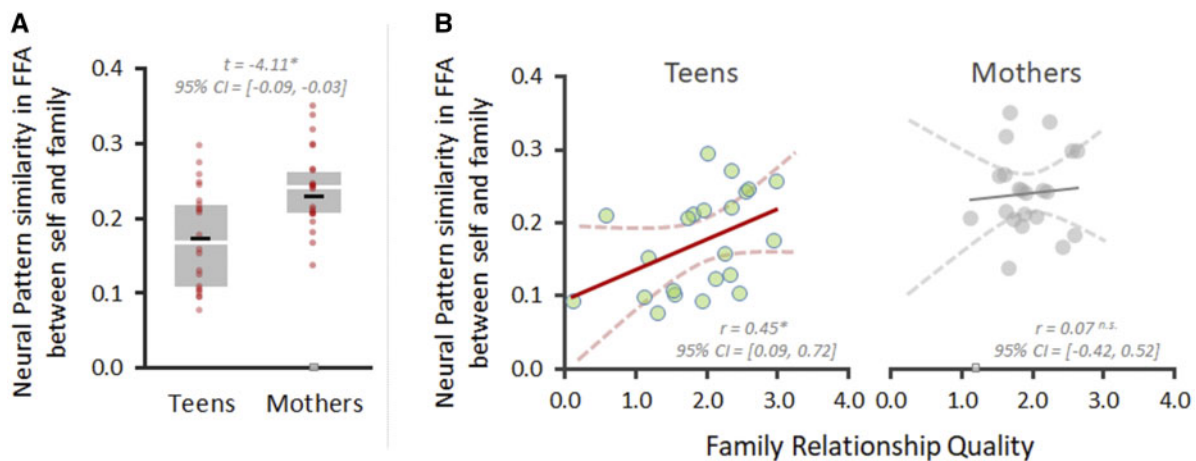 A
Neural Pattern similarity in FFA
between self and family
t = -4.11*
95% CI = [-0.09, -0.03]
0.4
0.3
0.2
0.1
0.0
Teens
Mothers
B
Neural Pattern similarity in FFA
between self and family
Teens
Mothers
0.4
0.3
0.2
0.1
0.0
r = 0.45*
95% CI = [0.09, 0.72]
r = 0.07 n.s.
95% CI = [-0.42, 0.52]
0.0 1.0 2.0 3.0 4.0
0.0 1.0 2.0 3.0 4.0
Family Relationship Quality